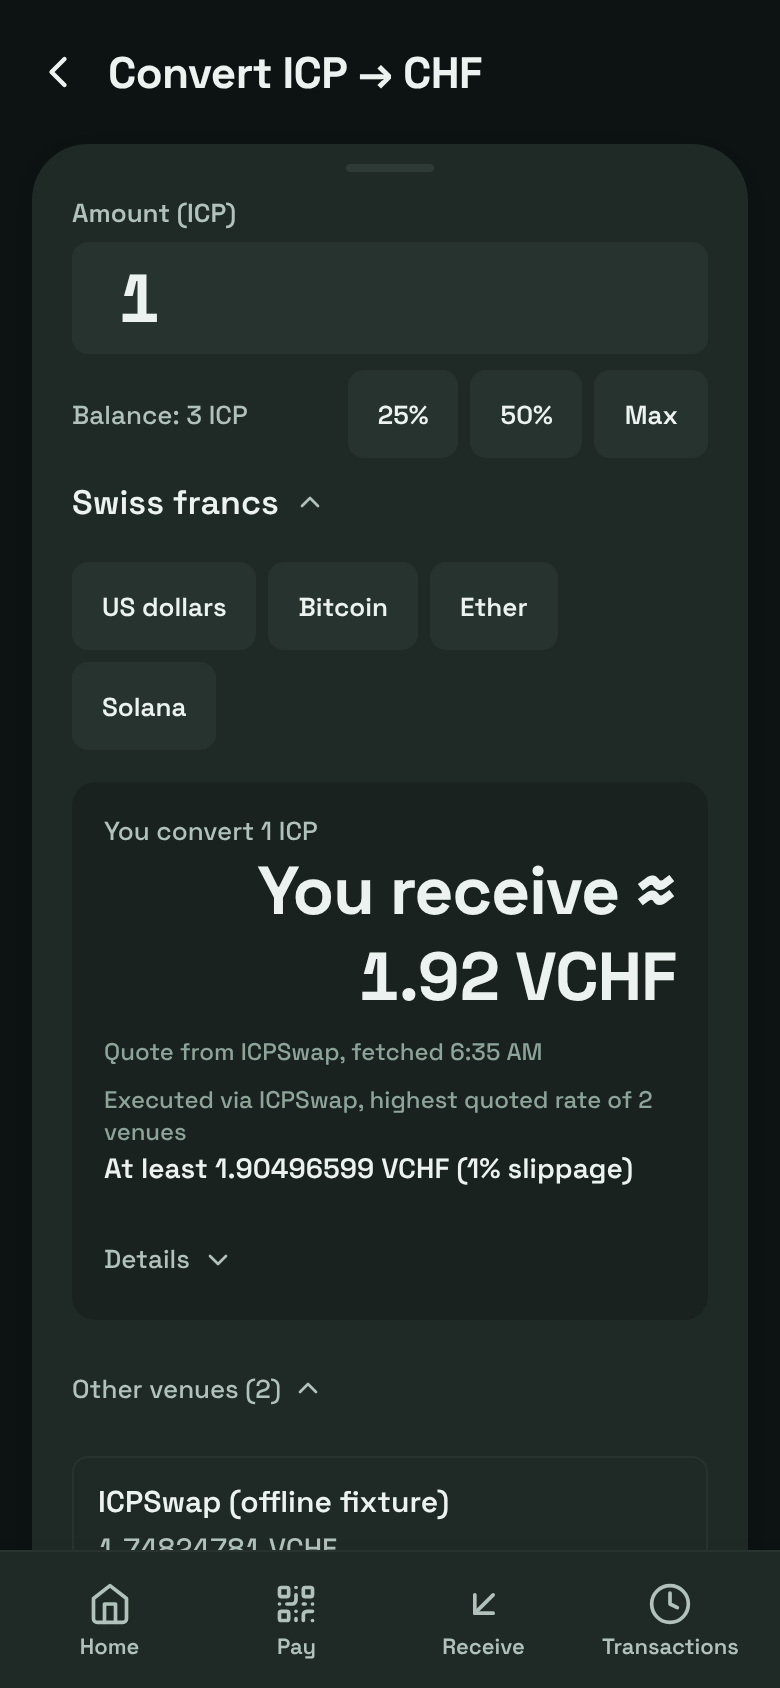 Convert ICP → CHF
Amount (ICP)
1
Balance: 3 ICP
25%
50%
Max
Swiss francs
US dollars
Bitcoin
Ether
Solana
You convert 1 ICP
You receive ≈
1.92 VCHF
Quote from ICPSwap, fetched 6:35 AM
Executed via ICPSwap, highest quoted rate of 2
venues
At least 1.90496599 VCHF (1% slippage)
Details
Other venues (2)
ICPSwap (offline fixture)
1.74824781 VCHF
Home
Pay
Receive
Transactions